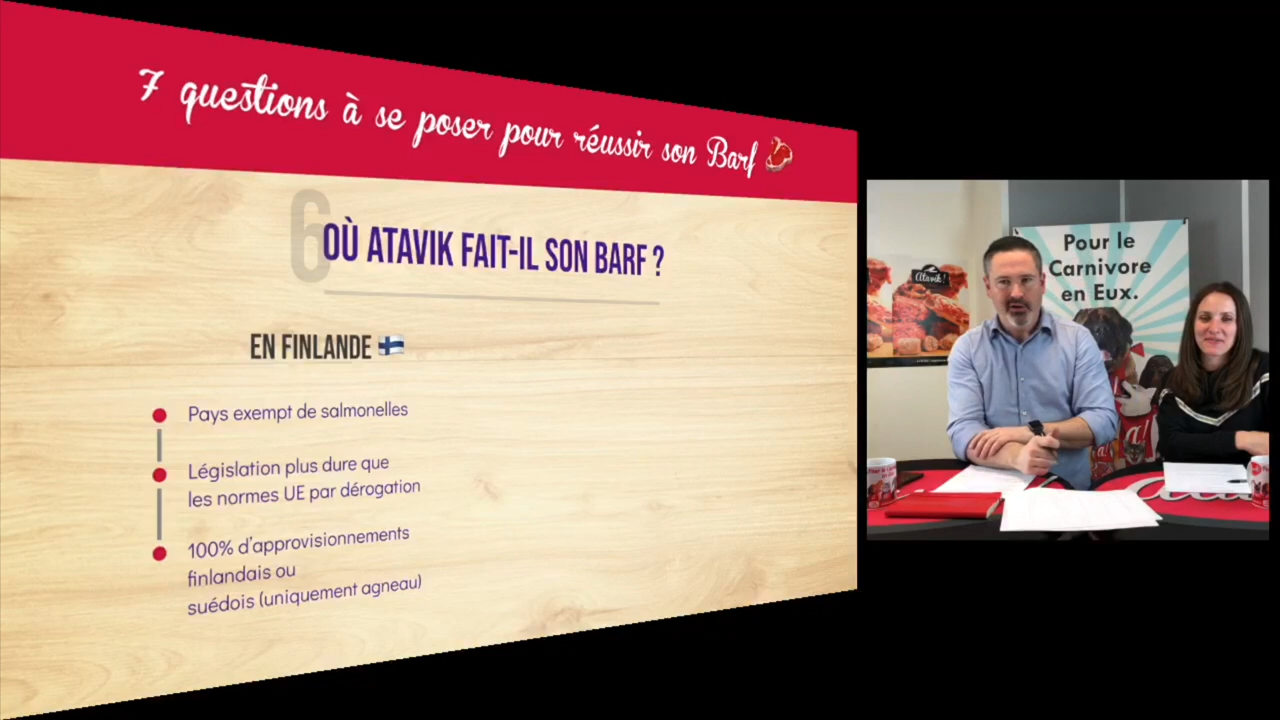 7 questions à se poser pour réussir son Barf
6
OÙ ATAVIK FAIT-IL SON BARF ?
EN FINLANDE
Pays exempt de salmonelles
Législation plus dure que
les normes UE par dérogation
100% d'approvisionnements
finlandais ou
suédois (uniquement agneau)
Atavik!
Pour le
Carnivore
en Eux.